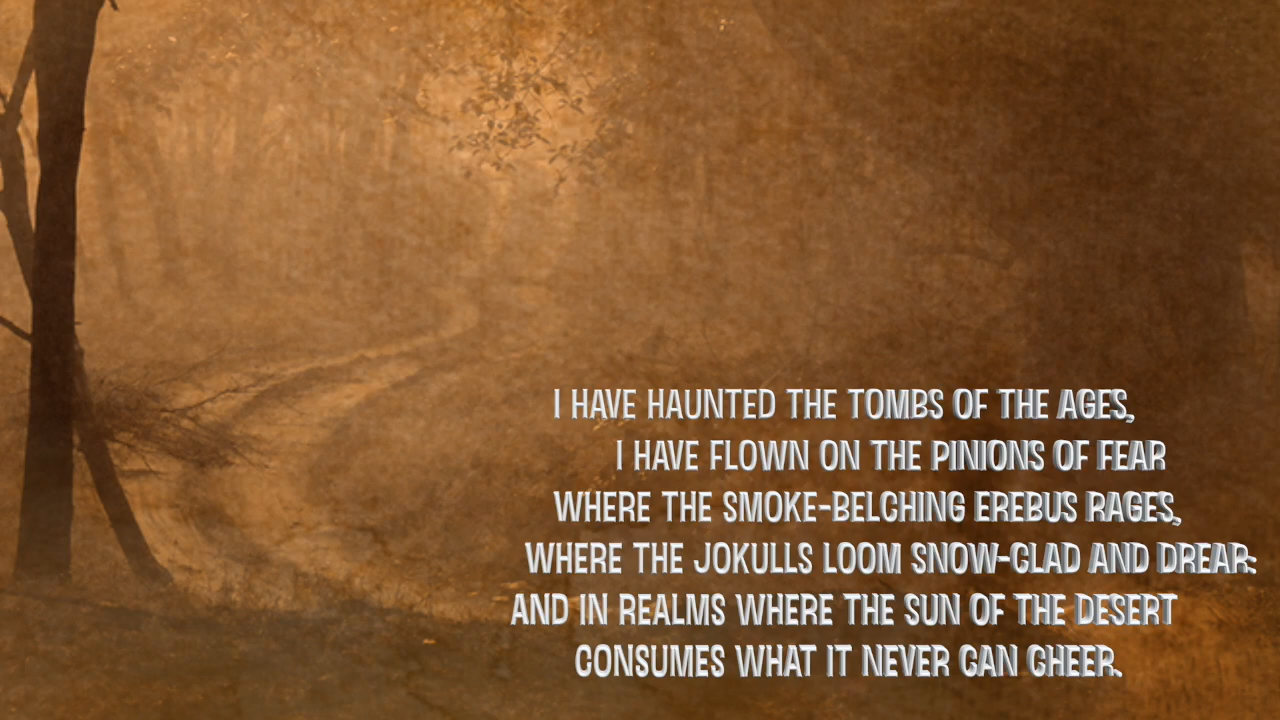 I HAVE HAUNTED THE TOMBS OF THE AGES,
I HAVE FLOWN ON THE PINIONS OF FEAR
WHERE THE SMOKE-BELCHING EREBUS RAGES,
WHERE THE JOKULLS LOOM SNOW-CLAD AND DREAR:
AND IN REALMS WHERE THE SUN OF THE DESERT
CONSUMES WHAT IT NEVER CAN CHEER.